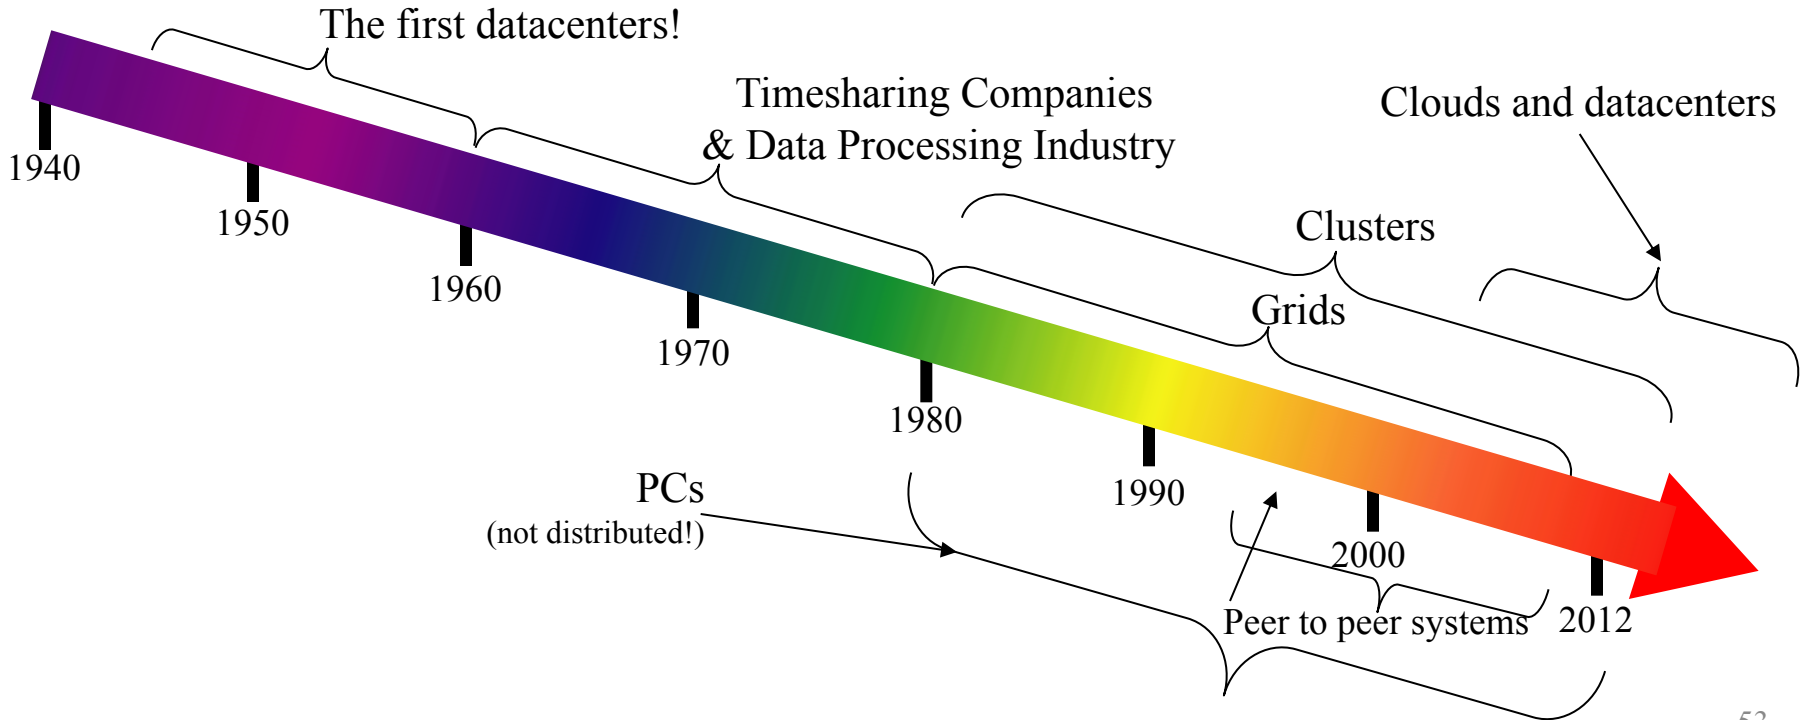 The first datacenters!
Timesharing Companies
& Data Processing Industry
Clouds and datacenters
Clusters
Grids
1940
1950
1960
1970
1980
1990
2000
2012
PCs
(not distributed!)
Peer to peer systems
52